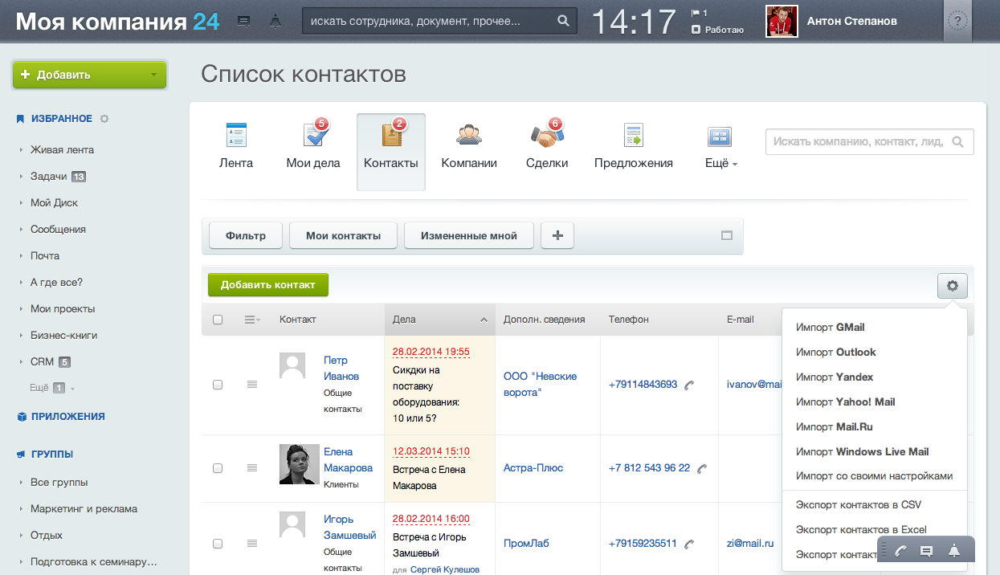 Моя компания 24
искать сотрудника, документ, прочее...
14:17
1
Работаю
Антон Степанов
?
Добавить
ИЗБРАННОЕ
Живая лента
Задачи 13
Мой Диск
Сообщения
Почта
А где все?
Мои проекты
Бизнес-книги
CRM 5
Ещё 1
ПРИЛОЖЕНИЯ
ГРУППЫ
Все группы
Маркетинг и реклама
Отдых
Подготовка к семинару...
Список контактов
5 2 6
Лента Мои дела Контакты Компании Сделки Предложения Ещё
Искать компанию, контакт, лид,
Фильтр Мои контакты Измененные мной
Добавить контакт
Контакт Дела Дополн. сведения Телефон E-mail
Петр
Иванов
Общие
контакты
28.02.2014 19:55
Сикдки на
поставку
оборудования:
10 или 5?
ООО "Невские
ворота"
+79114843693
ivanov@mai
Елена
Макарова
Клиенты
12.03.2014 15:10
Встреча с Елена
Макарова
Астра-Плюс
+7 812 543 96 22
Игорь
Замшевый
Общие
контакты
28.02.2014 16:00
Встреча с Игорь
Замшевый
для Сергей Кулешов
ПромЛаб
+79159235511
zi@mail.ru
Импорт GMail
Импорт Outlook
Импорт Yandex
Импорт Yahoo! Mail
Импорт Mail.Ru
Импорт Windows Live Mail
Импорт со своими настройками
Экспорт контактов в CSV
Экспорт контактов в Excel
Экспорт контакт